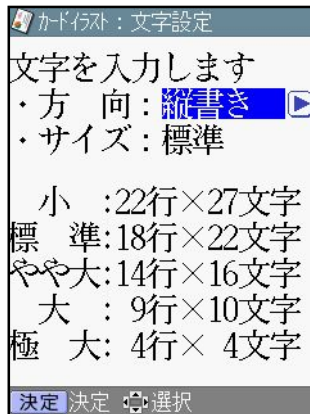 カードイラスト：文字設定
文字を入力します
・方　向：縦書き
・サイズ：標準
小　:22行×27文字
標　準:18行×22文字
やや大:14行×16文字
大　: 9行×10文字
極　大: 4行× 4文字
決定 決定 選択